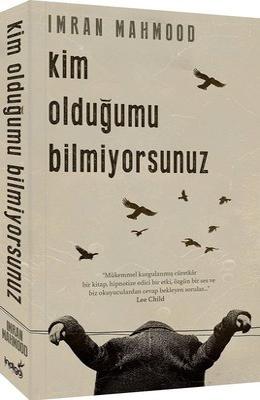 IMRAN MAHMOOD
kim
olduğumu
bilmiyorsunuz
"Mükemmel kurgulanmış cüretkâr
bir kitap, hipnotize edici bir etki, özgün bir ses ve
biz okuyuculardan cevap bekleyen sorular..."
Lee Child
kim olduğumu bilmiyorsunuz
IMRAN
MAHMOOD
indigo